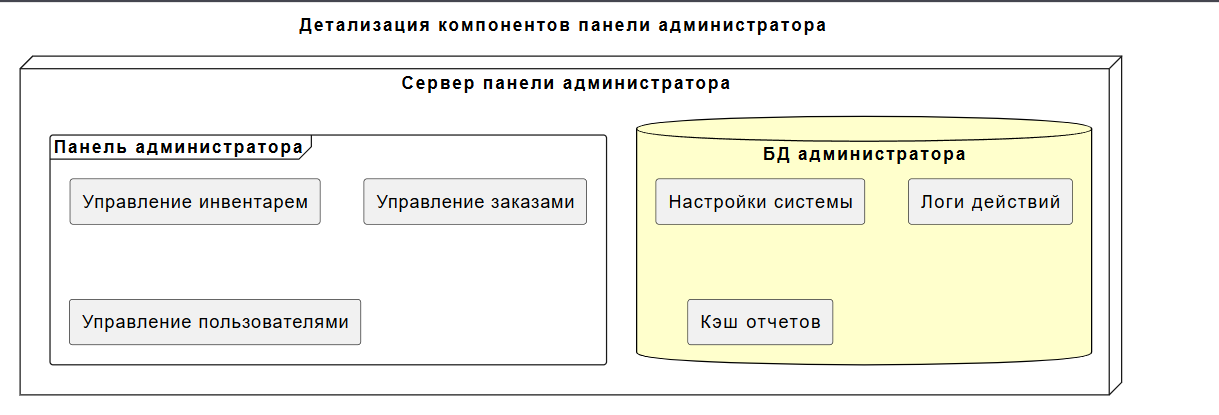 Детализация компонентов панели администратора
Сервер панели администратора
Панель администратора
Управление инвентарем
Управление заказами
Управление пользователями
БД администратора
Настройки системы
Логи действий
Кэш отчетов